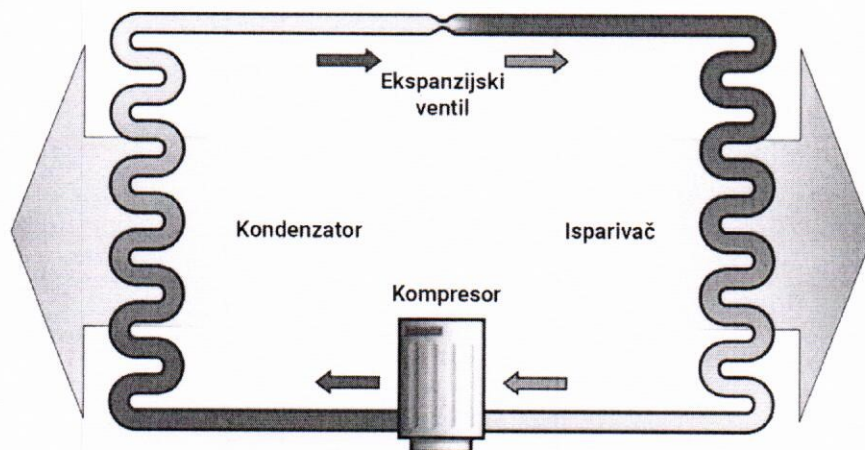 Ekspanzijski
ventil
Kondenzator
Isparivač
Kompresor